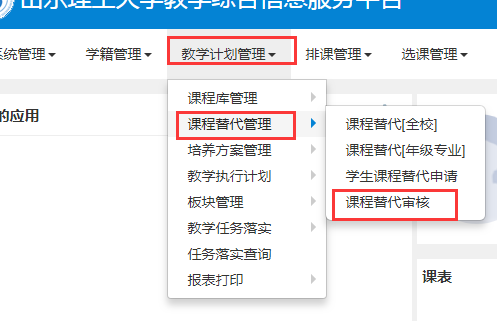 山东理工大学教学综合信息服务平台
系统管理 学籍管理 教学计划管理 排课管理 选课管理
的应用
课程库管理
课程替代管理
培养方案管理
教学执行计划
板块管理
教学任务落实
任务落实查询
报表打印
课程替代[全校]
课程替代[年级专业]
学生课程替代申请
课程替代审核
课表